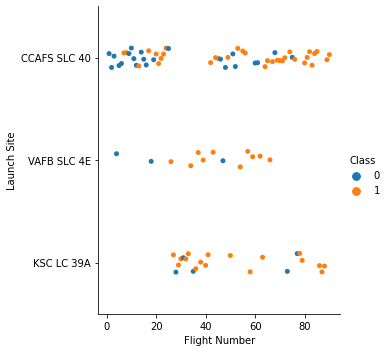 CCAFS SLC 40
VAFB SLC 4E
KSC LC 39A
Launch Site
0 20 40 60 80
Flight Number
Class
0
1